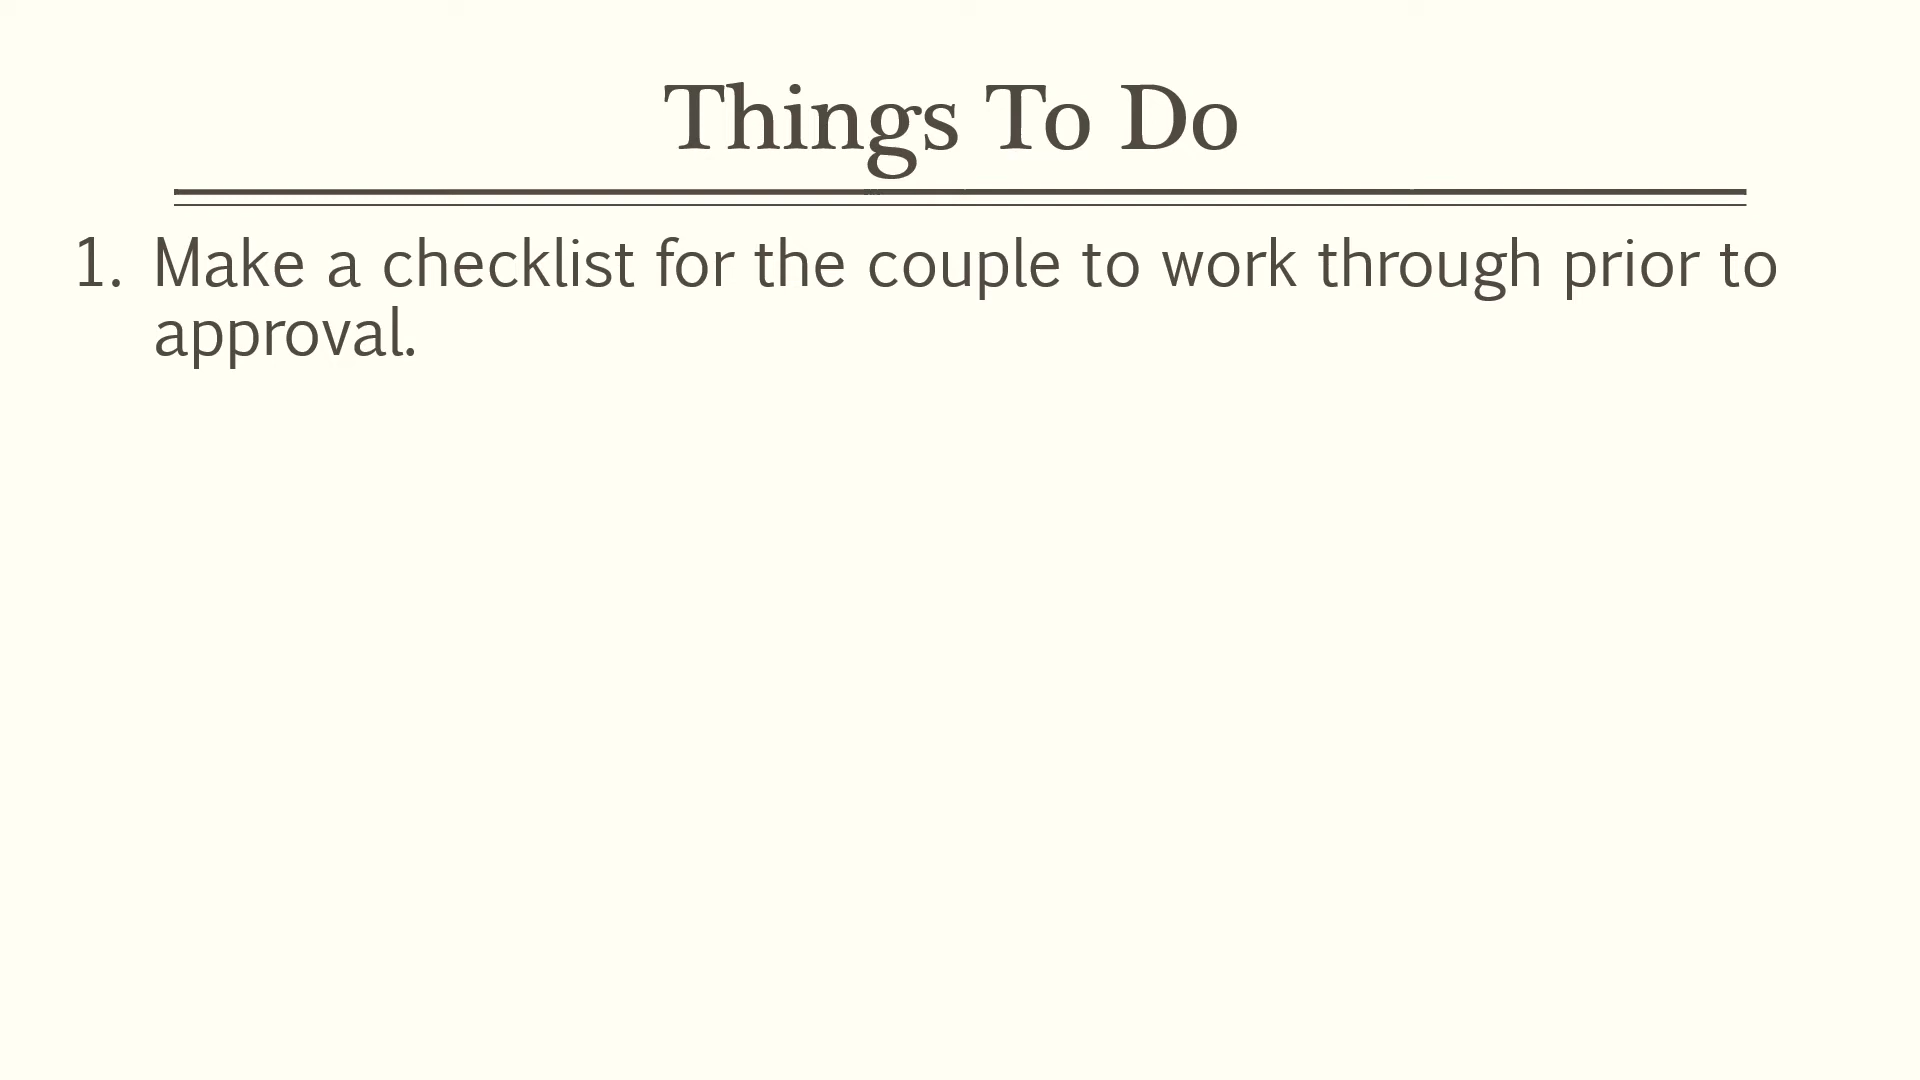 Things To Do
1. Make a checklist for the couple to work through prior to
approval.